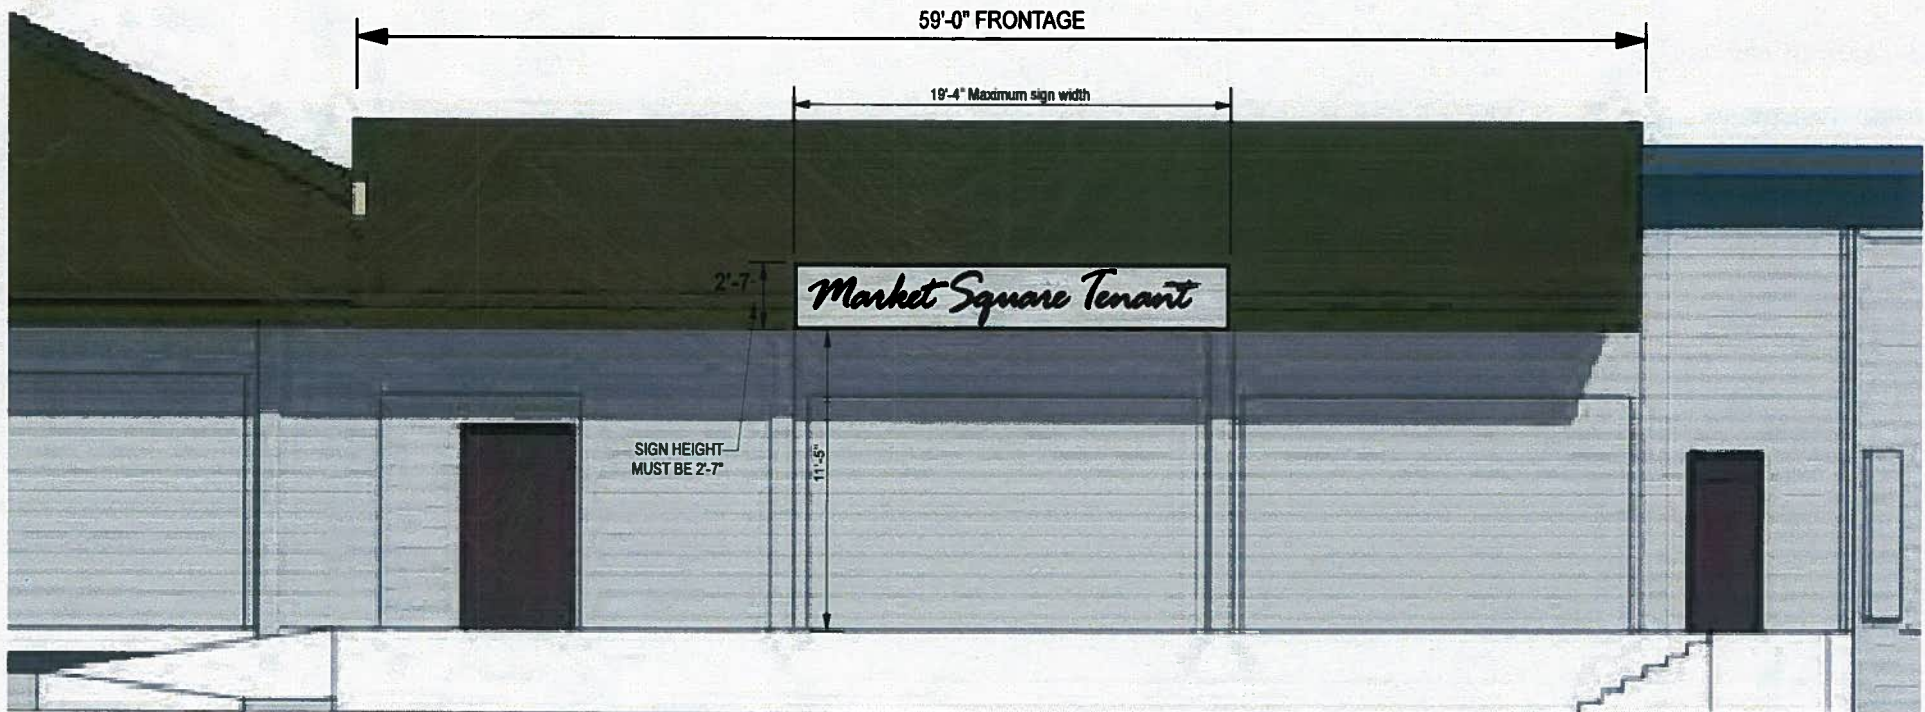 59'-0" FRONTAGE
19'-4" Maximum sign width
2'-7
Market Square Tenant
SIGN HEIGHT
MUST BE 2'-7"
11'-5"